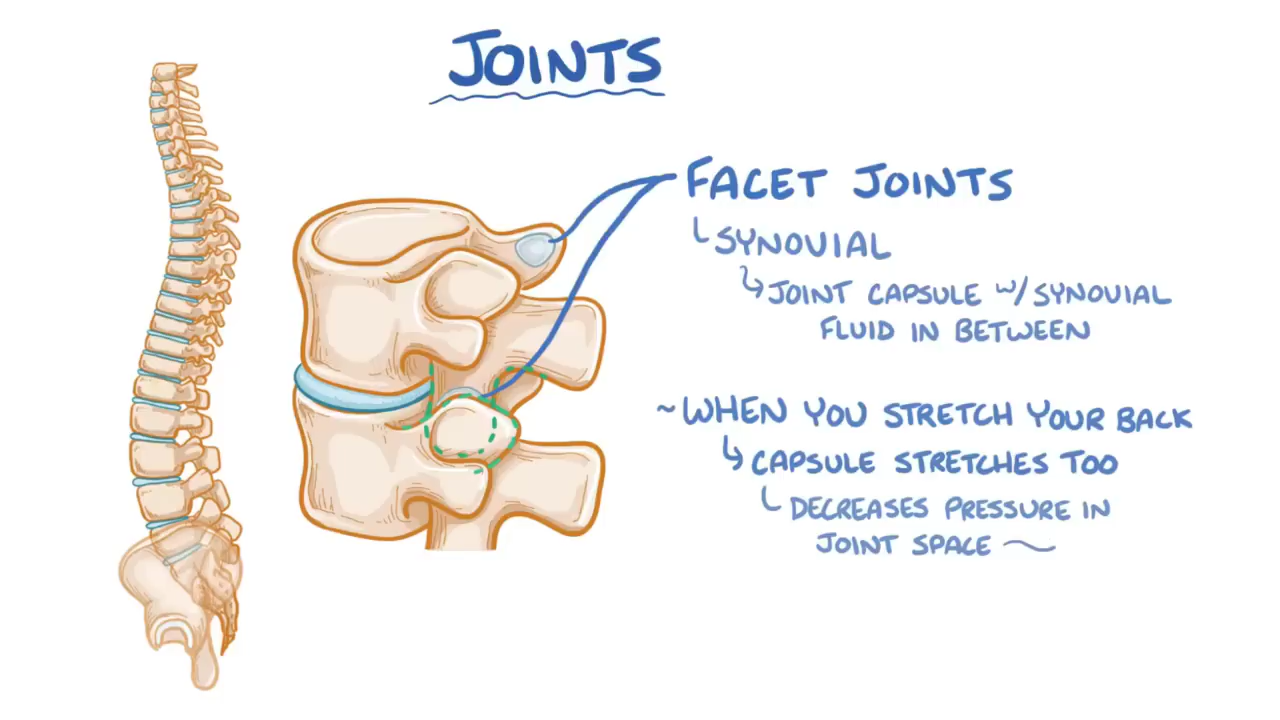 JOINTS
FACET JOINTS
SYNOVIAL
JOINT CAPSULE W/SYNOVIAL
FLUID IN BETWEEN
~WHEN YOU STRETCH YOUR BACK
CAPSULE STRETCHES TOO
DECREASES PRESSURE IN
JOINT SPACE ~